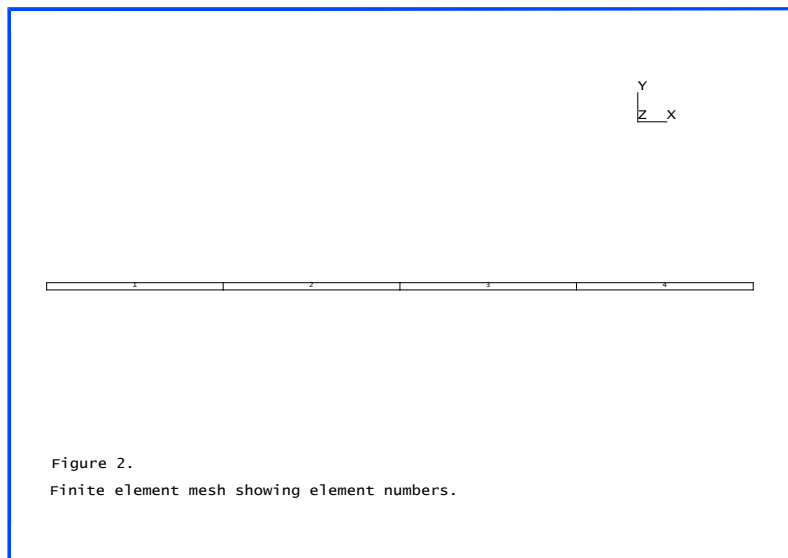 Y
Z X
1 2 3 4
Figure 2.
Finite element mesh showing element numbers.